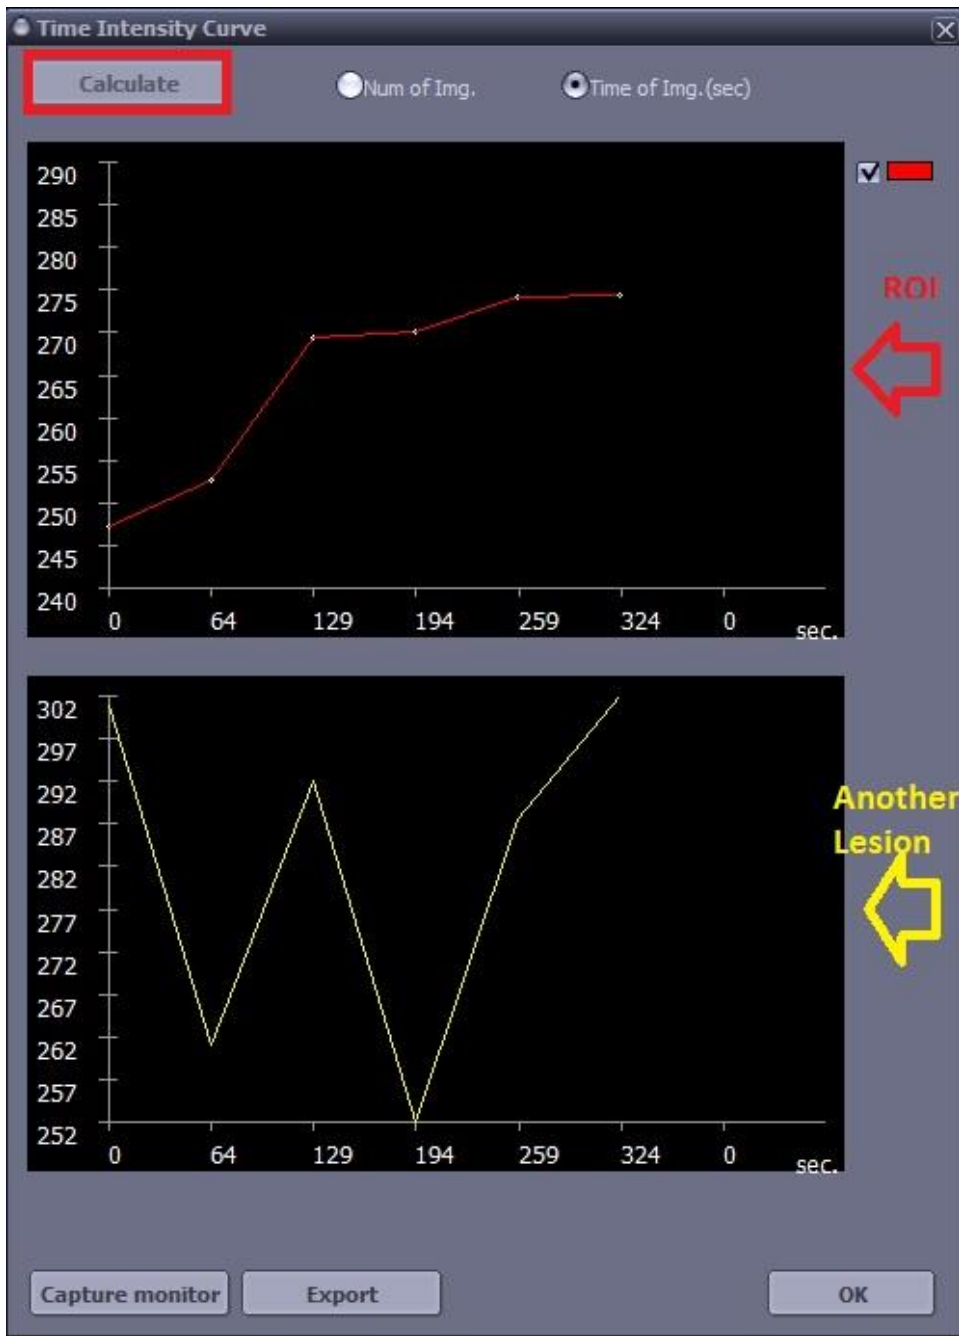 Time Intensity Curve
Calculate
Num of Img.
Time of Img.(sec)
290
285
280
275
270
265
260
255
250
245
240
0 64 129 194 259 324 0 sec.
ROI
302
297
292
287
282
277
272
267
262
257
252
0 64 129 194 259 324 0 sec.
Another
Lesion
Capture monitor
Export
OK